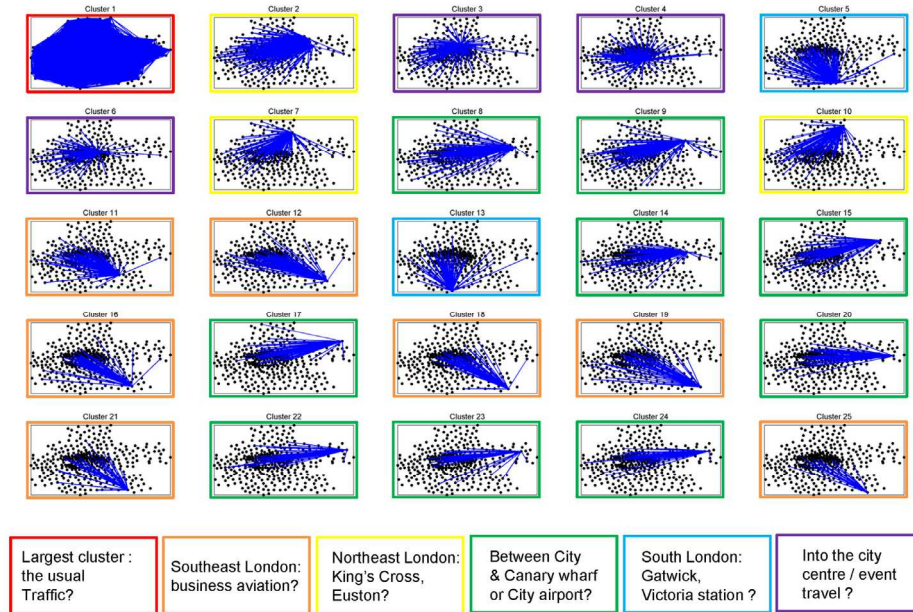 Cluster 1
Cluster 2
Cluster 3
Cluster 4
Cluster 5
Cluster 6
Cluster 7
Cluster 8
Cluster 9
Cluster 10
Cluster 11
Cluster 12
Cluster 13
Cluster 14
Cluster 15
Cluster 16
Cluster 17
Cluster 18
Cluster 19
Cluster 20
Cluster 21
Cluster 22
Cluster 23
Cluster 24
Cluster 25
Largest cluster :
the usual
Traffic?
Southeast London:
business aviation?
Northeast London:
King's Cross,
Euston?
Between City
& Canary wharf
or City airport?
South London:
Gatwick,
Victoria station ?
Into the city
centre / event
travel ?